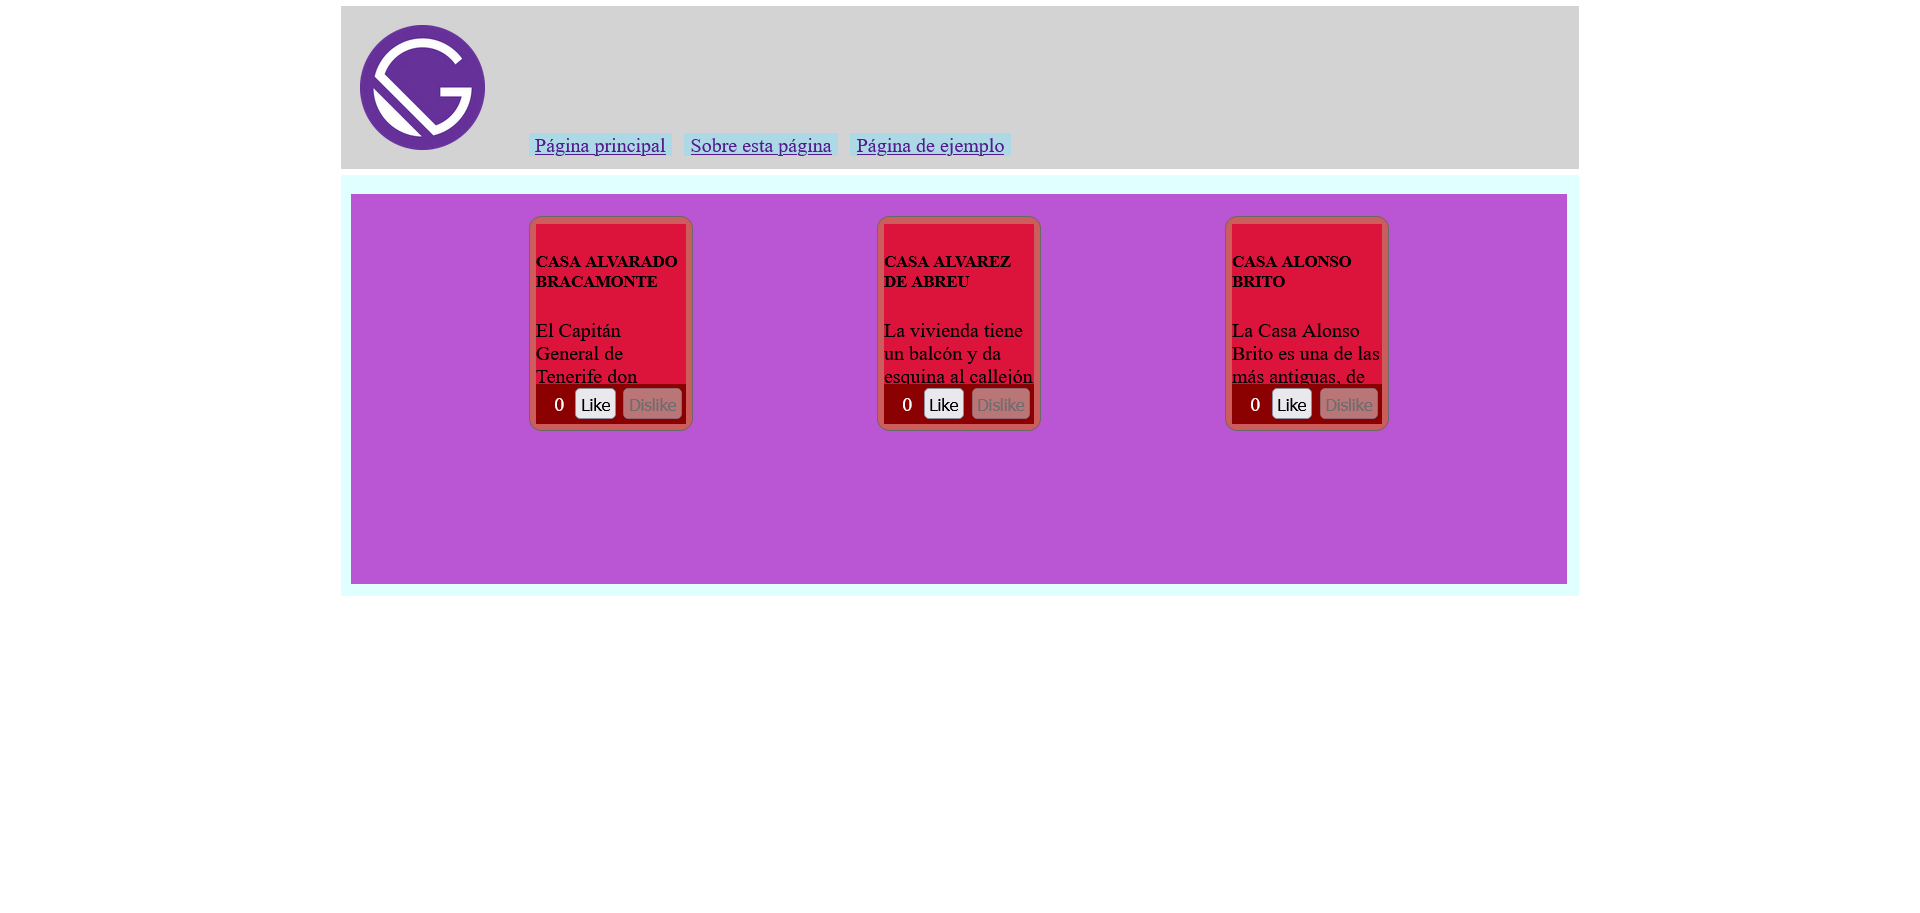 Página principal Sobre esta página Página de ejemplo
CASA ALVARADO
BRACAMONTE
El Capitán
General de
Tenerife don
0 Like Dislike
CASA ALVAREZ
DE ABREU
La vivienda tiene
un balcón y da
esquina al callejón
0 Like Dislike
CASA ALONSO
BRITO
La Casa Alonso
Brito es una de las
más antiguas, de
0 Like Dislike